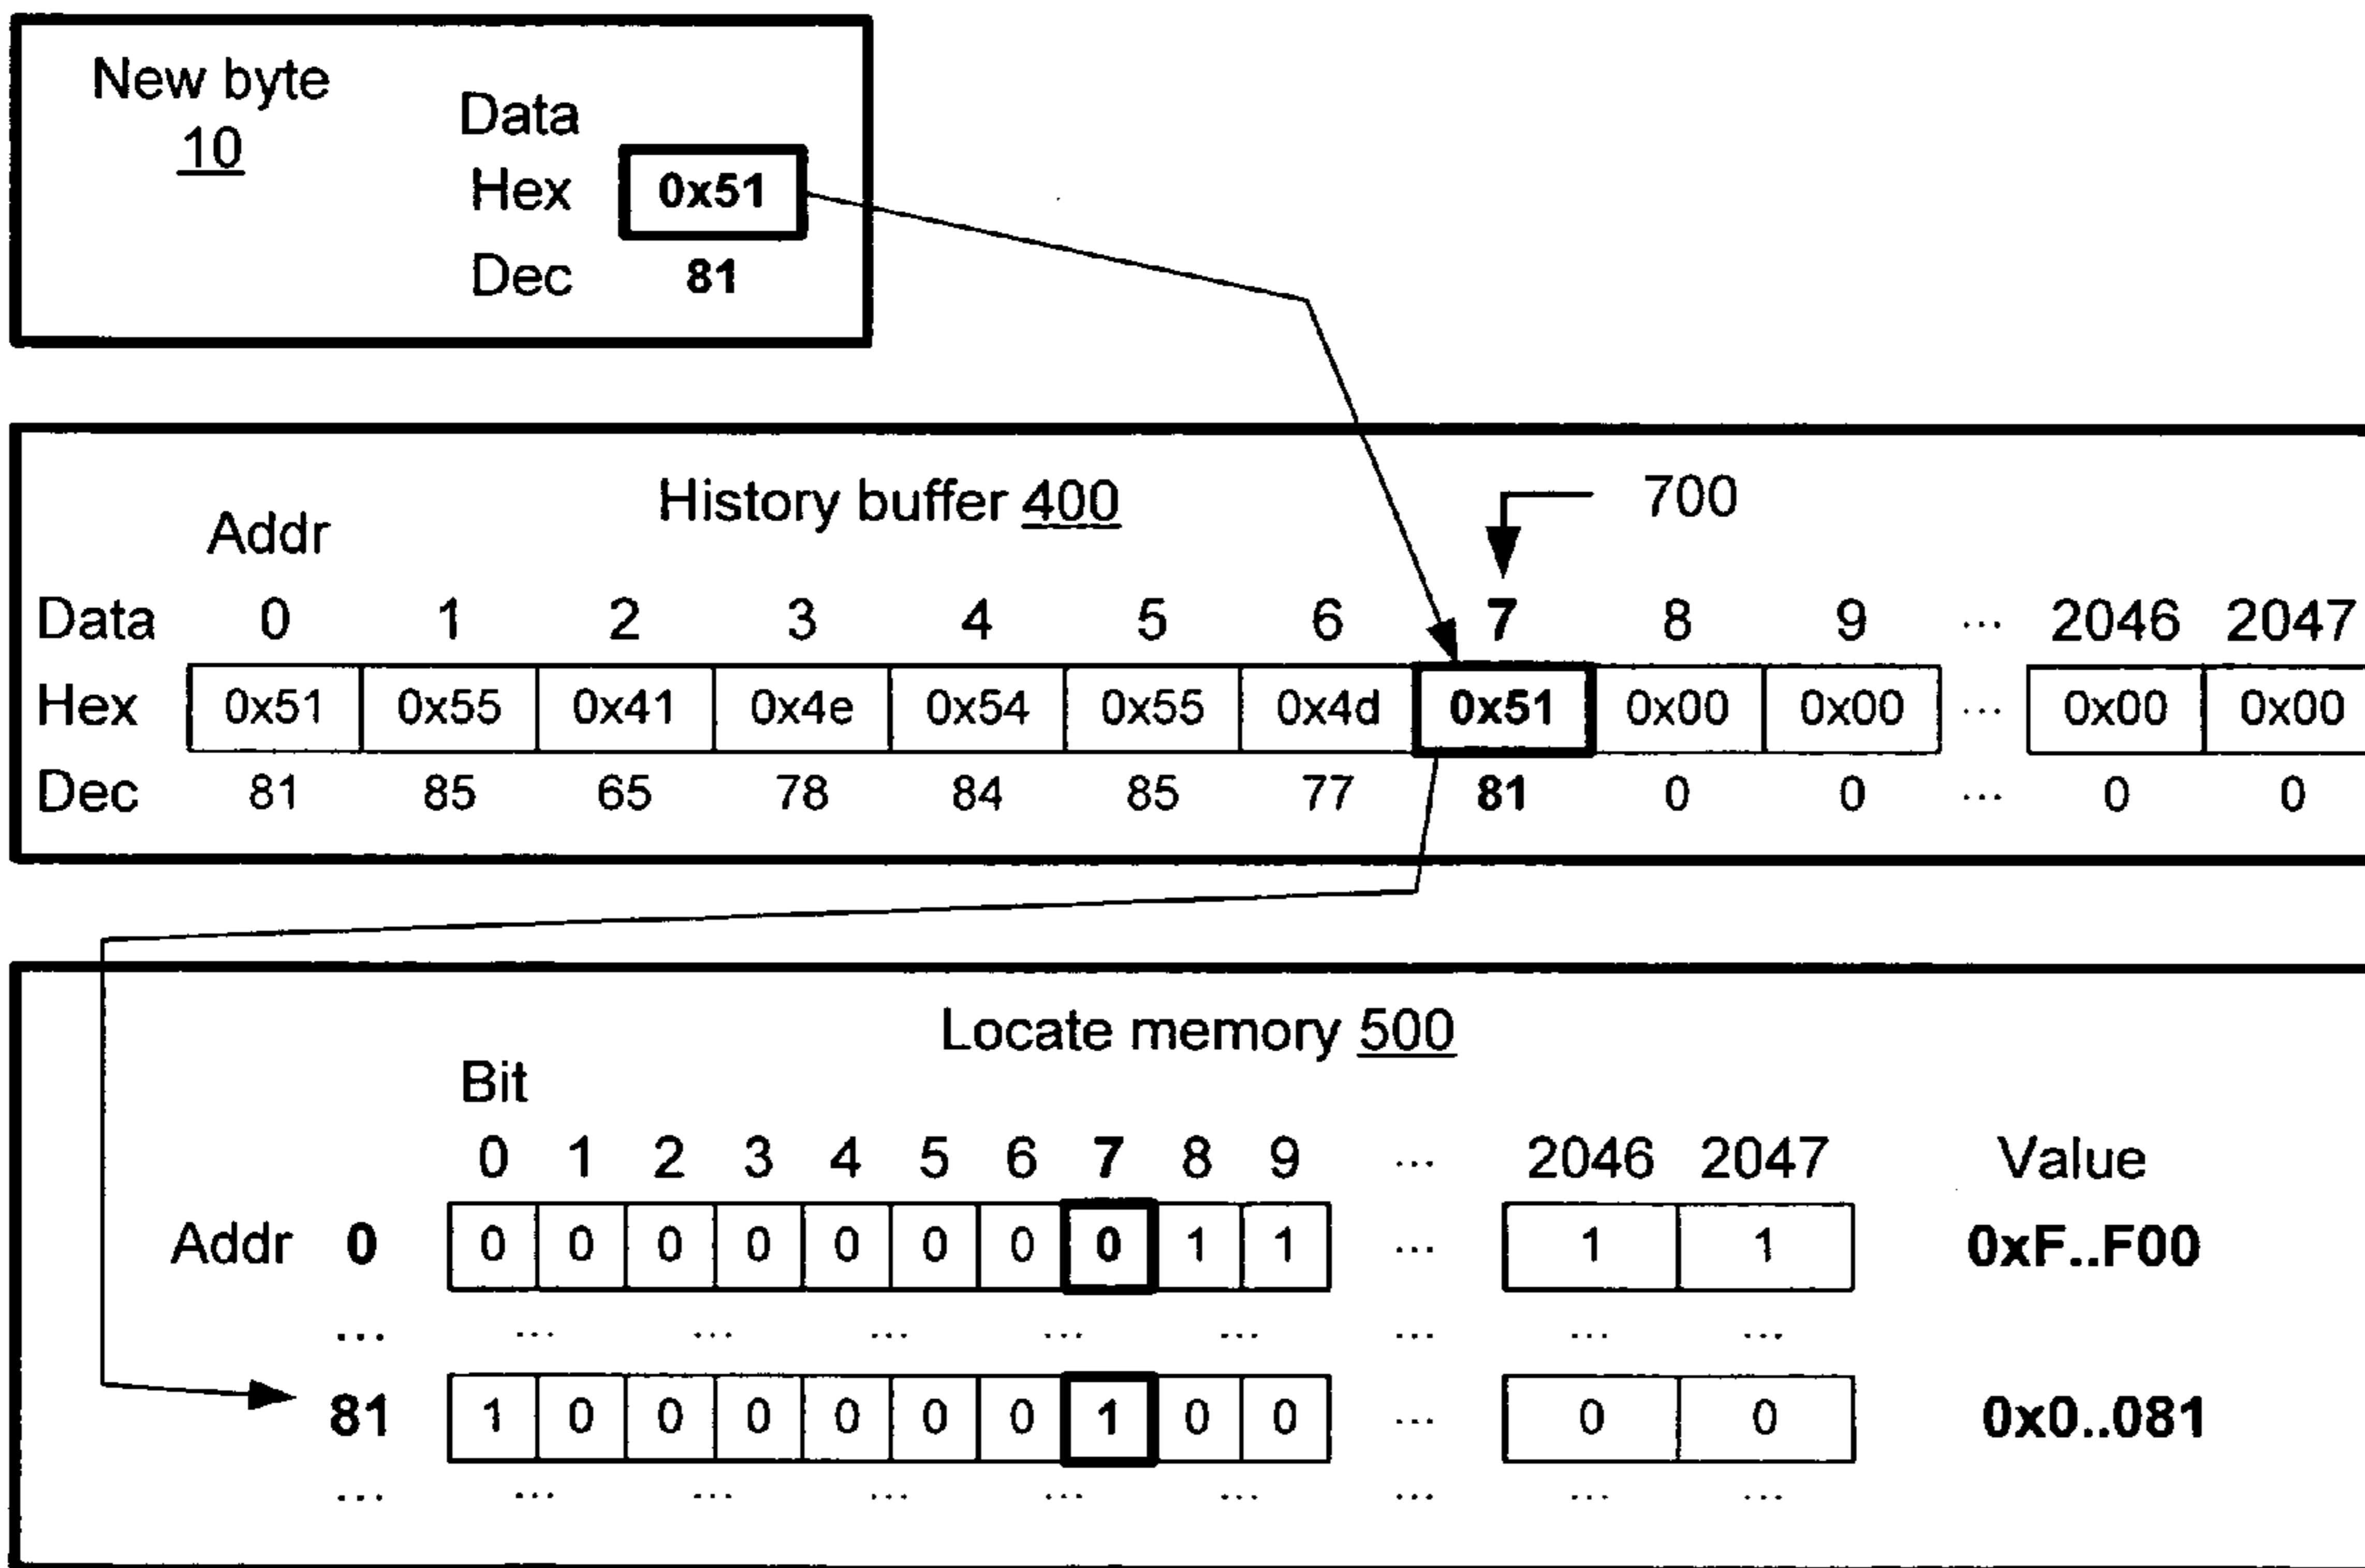 New byte
10
Data
Hex 0x51
Dec 81
History buffer 400 700
Addr
Data 0 1 2 3 4 5 6 7 8 9 ... 2046 2047
Hex 0x51 0x55 0x41 0x4e 0x54 0x55 0x4d 0x51 0x00 0x00 ... 0x00 0x00
Dec 81 85 65 78 84 85 77 81 0 0 ... 0 0
Locate memory 500
Bit
0 1 2 3 4 5 6 7 8 9 ... 2046 2047 Value
Addr 0 0 0 0 0 0 0 0 0 1 1 ... 1 1 0xF..F00
... ... ... ... ... ... ... ... ...
81 1 0 0 0 0 0 0 1 0 0 ... 0 0 0x0..081
... ... ... ... ... ... ... ... ...